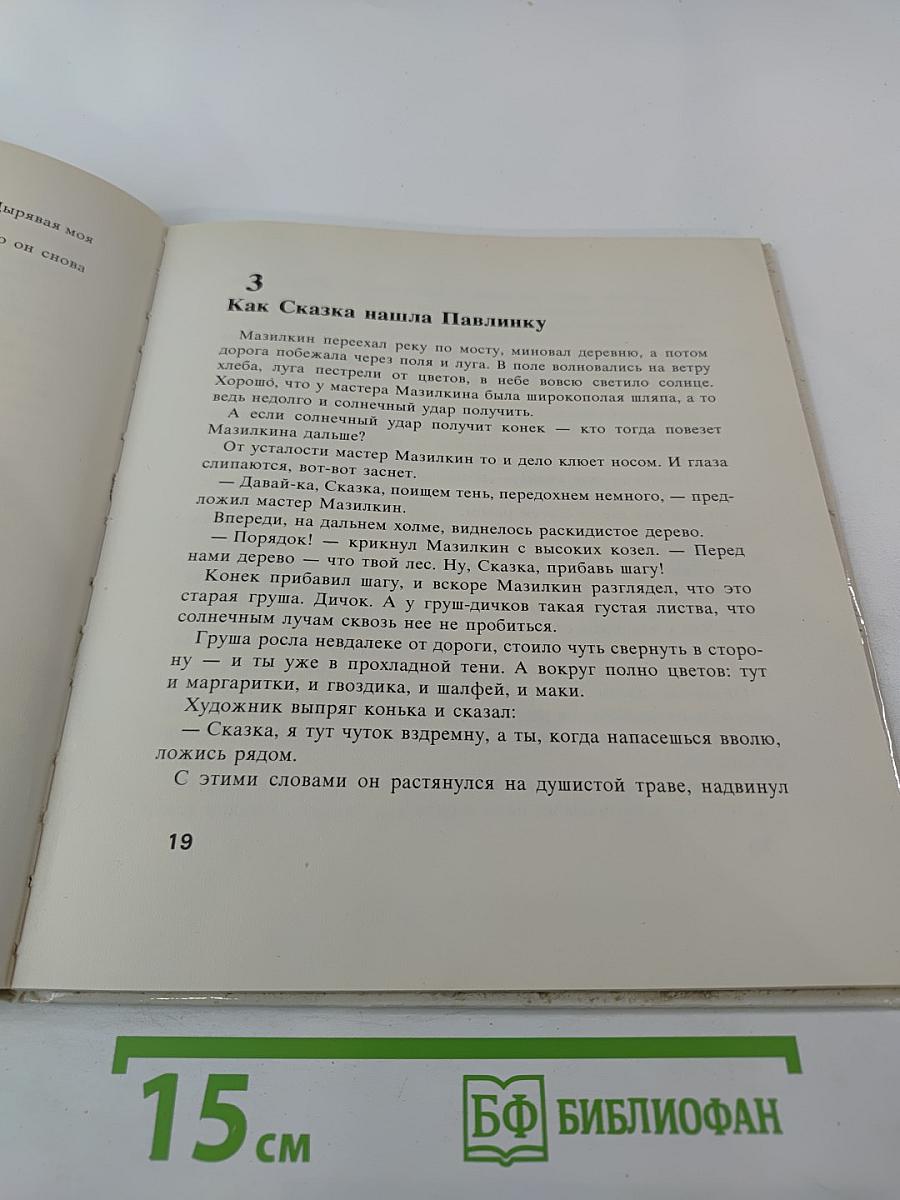 Дырявая моя
о он снова
3
Как Сказка нашла Павлинку
Мазилкин переехал реку по мосту, миновал деревню, а потом
дорога побежала через поля и луга. В поле волновались на ветру
хлеба, луга пестрели от цветов, в небе вовсю светило солнце.
Хорошо, что у мастера Мазилкина была широкополая шляпа, а то
ведь недолго и солнечный удар получить.
А если солнечный удар получит конек — кто тогда повезет
Мазилкина дальше?
От усталости мастер Мазилкин то и дело клюет носом. И глаза
слипаются, вот-вот заснет.
— Давай-ка, Сказка, поищем тень, передохнем немного, — пред-
ложил мастер Мазилкин.
Впереди, на дальнем холме, виднелось раскидистое дерево.
— Порядок! — крикнул Мазилкин с высоких козел. — Перед
нами дерево — что твой лес. Ну, Сказка, прибавь шагу!
Конек прибавил шагу, и вскоре Мазилкин разглядел, что это
старая груша. Дичок. А у груш-дичков такая густая листва, что
солнечным лучам сквозь нее не пробиться.
Груша росла невдалеке от дороги, стоило чуть свернуть в сторо-
ну — и ты уже в прохладной тени. А вокруг полно цветов: тут
и маргаритки, и гвоздика, и шалфей, и маки.
Художник выпряг конька и сказал:
— Сказка, я тут чуток вздремну, а ты, когда напасешься вволю,
ложись рядом.
С этими словами он растянулся на душистой траве, надвинул
19
15 см
БФ БИБЛИОФАН